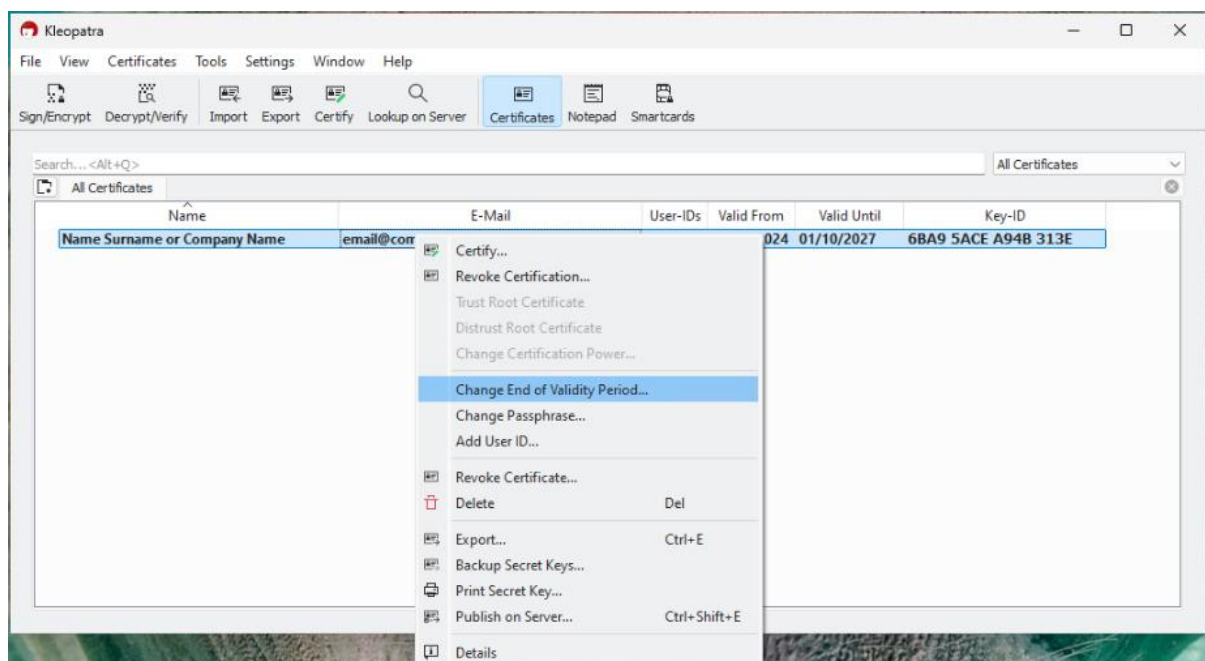 Kleopatra
File View Certificates Tools Settings Window Help
Sign/Encrypt Decrypt/Verify Import Export Certify Lookup on Server Certificates Notepad Smartcards
Search...<Alt+Q> All Certificates
All Certificates
Name E-Mail User-IDs Valid From Valid Until Key-ID
Name Surname or Company Name email@com 024 01/10/2027 6BA9 5ACE A94B 313E
Certify...
Revoke Certification...
Trust Root Certificate
Distrust Root Certificate
Change Certification Power...
Change End of Validity Period...
Change Passphrase...
Add User ID...
Revoke Certificate...
Delete Del
Export... Ctrl+E
Backup Secret Keys...
Print Secret Key...
Publish on Server... Ctrl+Shift+E
Details